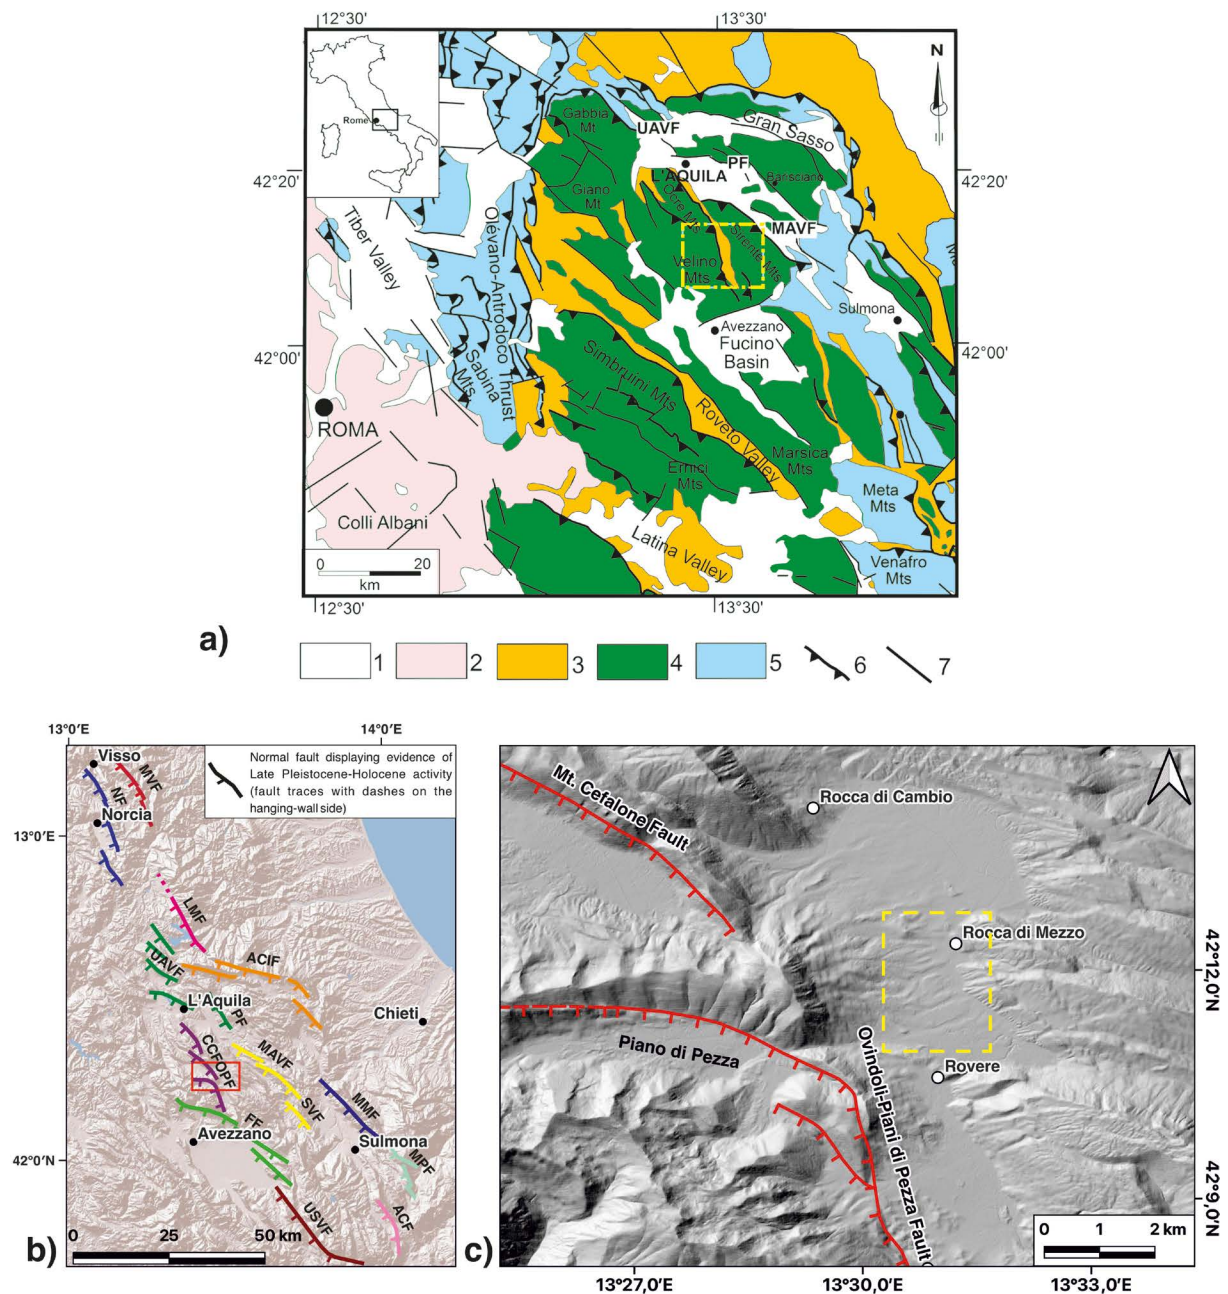 12°30'
13°30'
N
Rome
Gabbia
Mt
UAVF
Gran Sasso
PF
L'AQUILA
Barisciano
42°20'
42°20'
Giano
Mt
Ocre Mts
MAVF
Sirente Mts
Velino
Mts
Tiber Valley
Olevano-Antrodoco Thrust
Sulmona
Avezzano
Fucino
Basin
42°00'
42°00'
Sabina
Mts
Simbruini Mts
ROMA
Roveto Valley
Marsica
Mts
Ernici
Mts
Meta
Mts
Colli Albani
Latina Valley
Venafro
Mts
0 20
km
12°30'
13°30'
a)
1 2 3 4 5 6 7
13°0'E
14°0'E
Visso
MVF
NF
Norcia
Normal fault displaying evidence of
Late Pleistocene-Holocene activity
(fault traces with dashes on the
hanging-wall side)
13°0'E
LMF
UAVF
ACIF
L'Aquila
PF
Chieti
CCFOPF
MAVF
SVF
MMF
FF
Avezzano
Sulmona
MPF
42°0'N
USVF
ACF
0 25 50 km
b)
Mt. Cefalone Fault
Rocca di Cambio
Rocca di Mezzo
42°12,0'N
Piano di Pezza
Rovere
Ovindoli-Piani di Pezza Fault
42°9,0'N
0 1 2 km
c)
13°27,0'E
13°30,0'E
13°33,0'E